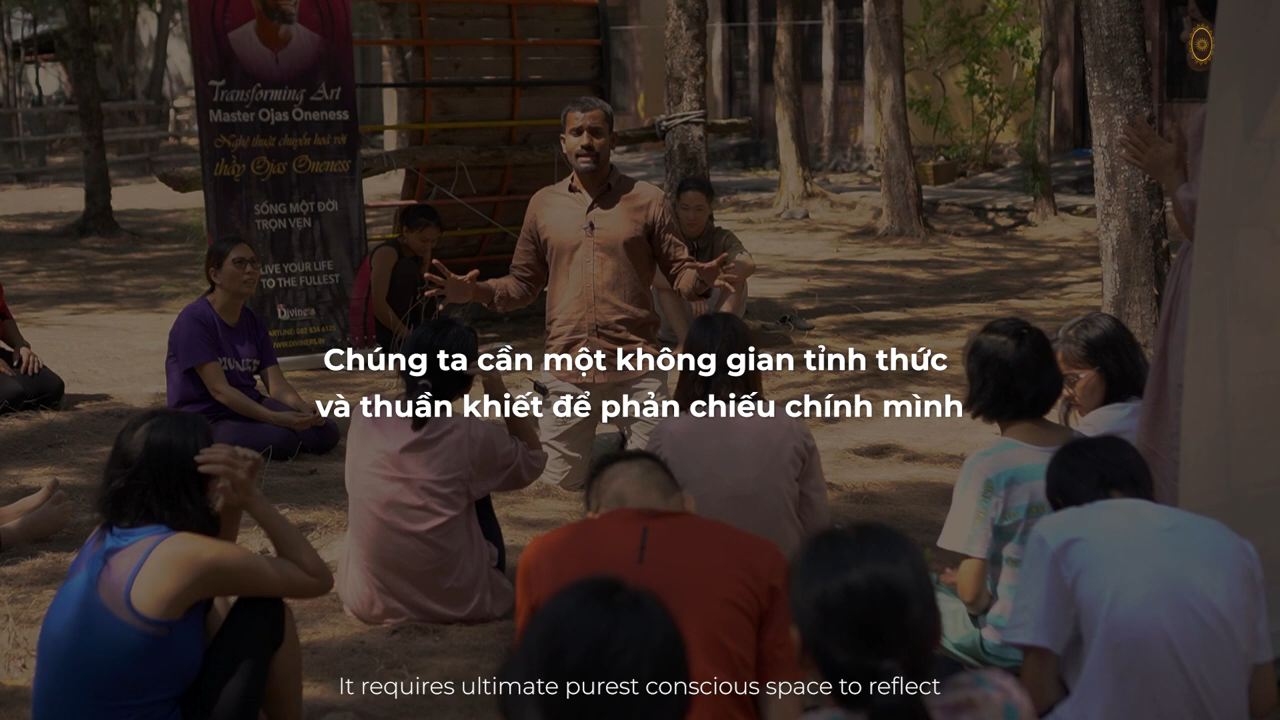 Transforming Art
Master Ojas Oneness
Nghệ thuật chuyển hoá với
thầy Ojas Oneness
SỐNG MỘT ĐỜI
TRỌN VẸN
LIVE YOUR LIFE
TO THE FULLEST
Chúng ta cần một không gian tỉnh thức
và thuần khiết để phản chiếu chính mình
It requires ultimate purest conscious space to reflect